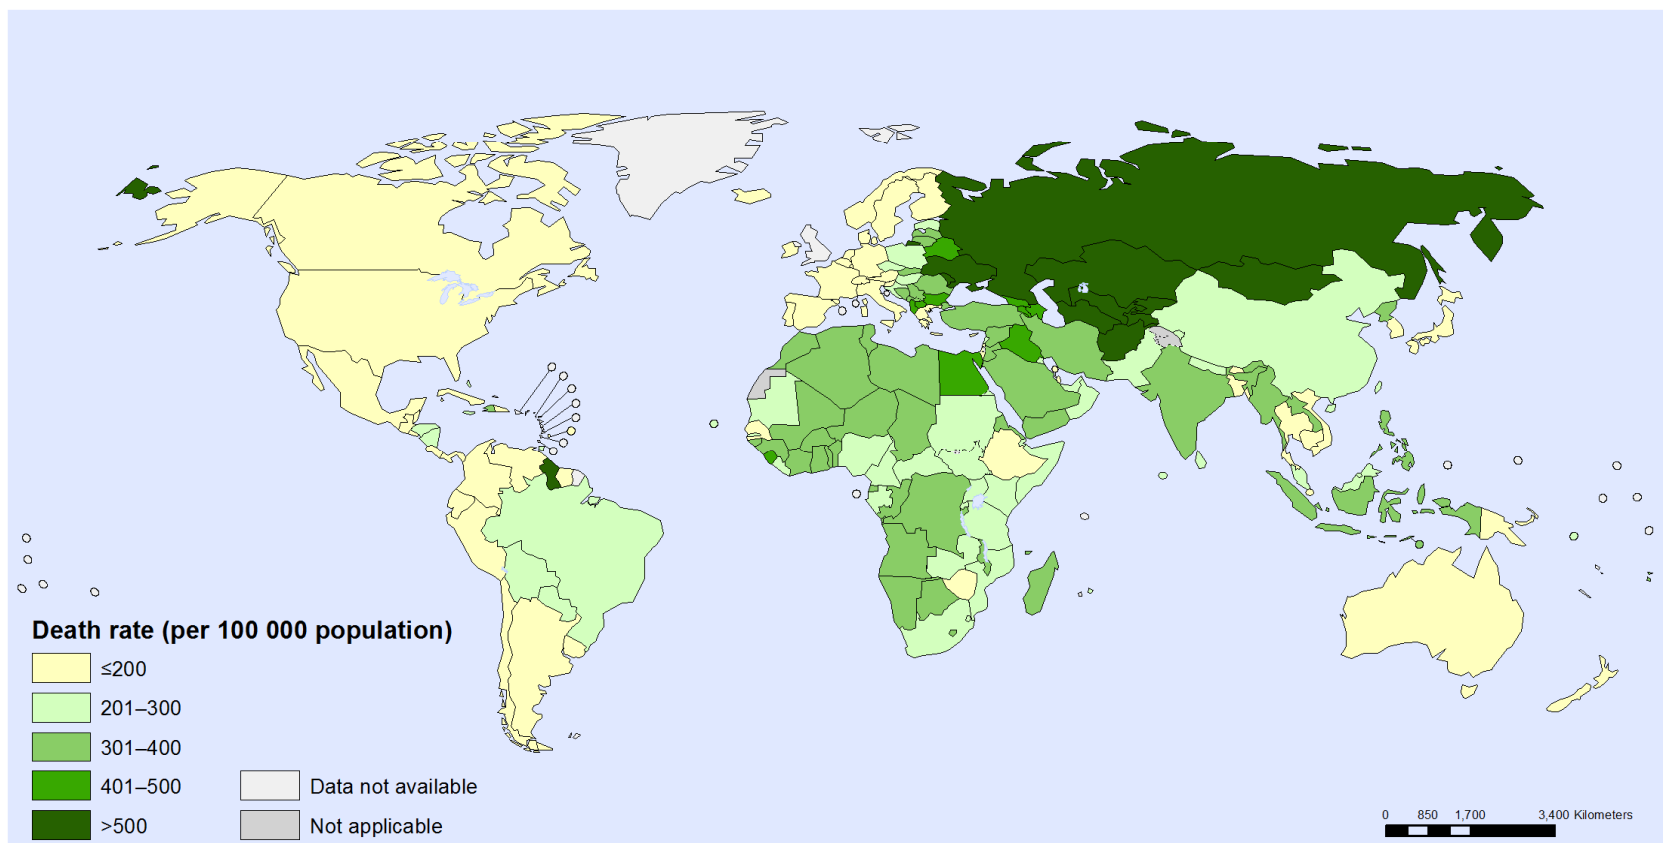 Death rate (per 100 000 population)
≤200
201–300
301–400
401–500
>500
Data not available
Not applicable
0 850 1,700 3,400 Kilometers